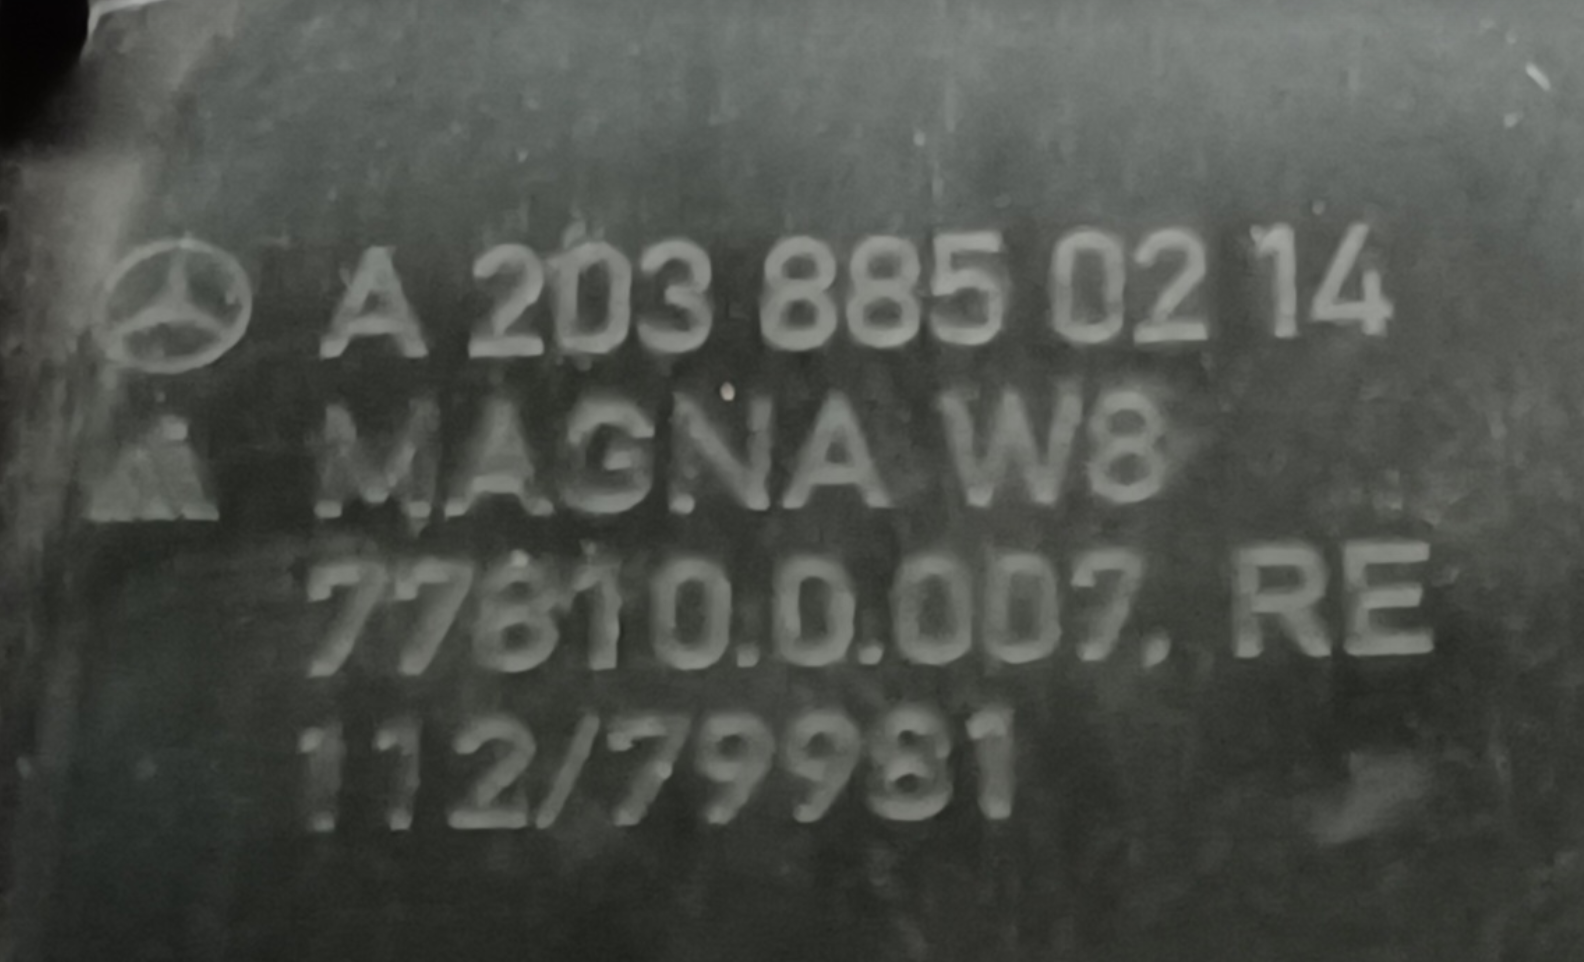 A 203 885 02 14
MAGNA W8
77810.0.007. RE
112/79981